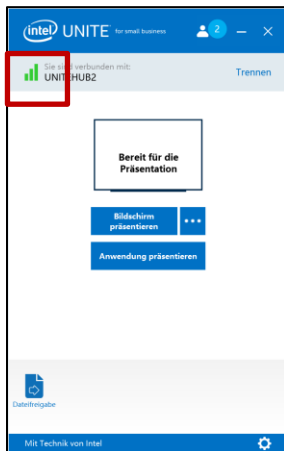 intel UNITE for small business 2
Sie sind verbunden mit:
UNITEHUB2
Trennen
Bereit für die
Präsentation
Bildschirm
präsentieren
Anwendung präsentieren
Dateifreigabe
Mit Technik von Intel